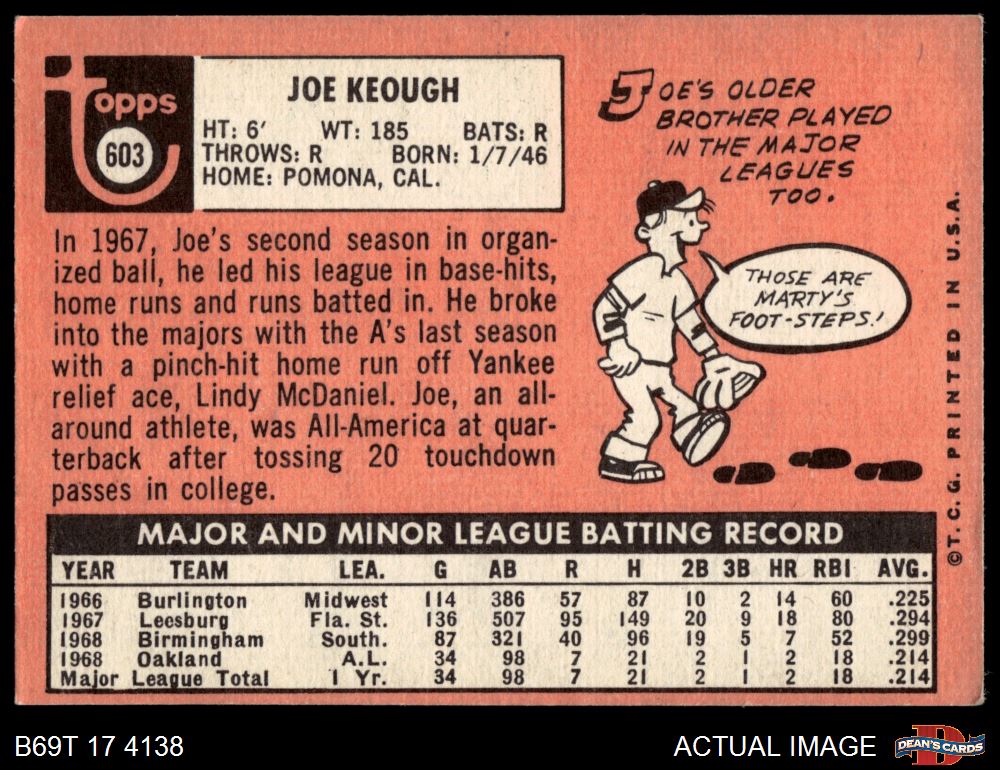 Topps
603
JOE KEOUGH
HT: 6' WT: 185 BATS: R
THROWS: R BORN: 1/7/46
HOME: POMONA, CAL.
JOE'S OLDER
BROTHER PLAYED
IN THE MAJOR
LEAGUES
TOO.
THOSE ARE
MARTY'S
FOOT-STEPS!
In 1967, Joe's second season in organ-
ized ball, he led his league in base-hits,
home runs and runs batted in. He broke
into the majors with the A's last season
with a pinch-hit home run off Yankee
relief ace, Lindy McDaniel. Joe, an all-
around athlete, was All-America at quar-
terback after tossing 20 touchdown
passes in college.
©T.C.G. PRINTED IN U.S.A.
MAJOR AND MINOR LEAGUE BATTING RECORD
YEAR TEAM LEA. G AB R H 2B 3B HR RBI AVG.
1966 Burlington Midwest 114 386 57 87 10 2 14 60 .225
1967 Leesburg Fla. St. 136 507 95 149 20 9 18 80 .294
1968 Birmingham South. 87 321 40 96 19 5 7 52 .299
1968 Oakland A.L. 34 98 7 21 2 1 2 18 .214
Major League Total 1 Yr. 34 98 7 21 2 1 2 18 .214
B69T 17 4138
ACTUAL IMAGE
DEAN'S CARDS